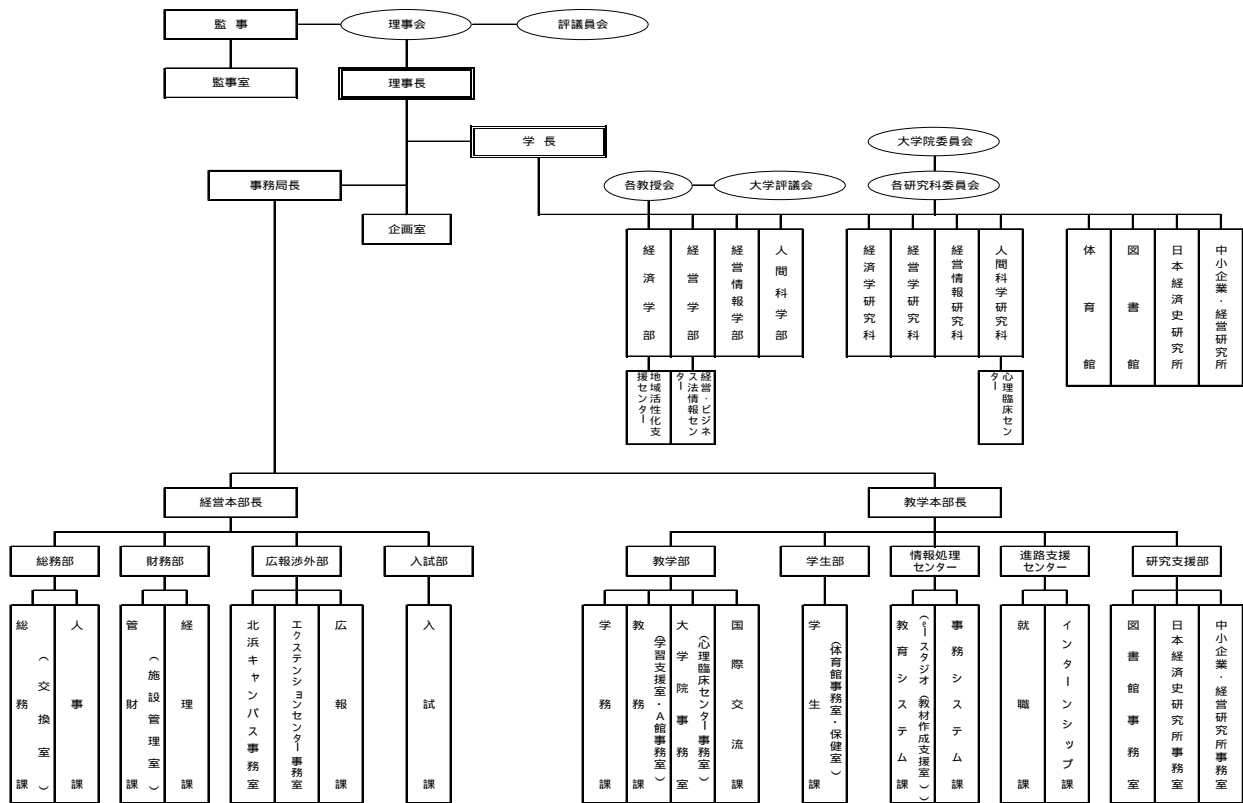 監 事
理事会
評議員会
監事室
理事長
学 長
大学院委員会
事務局長
各教授会
大学評議会
各研究科委員会
企画室
経済学部
経営学部
経営情報学部
人間科学部
経済学研究科
経営学研究科
経営情報研究科
人間科学研究科
体育館
図書館
日本経済史研究所
中小企業・経営研究所
地域活性化支
援センター
経営・ビジネ
ス法情報セン
ター
心理臨床セン
ター
経営本部長
教学本部長
総務部
財務部
広報渉外部
入試部
教学部
学生部
情報処理
センター
進路支援
センター
研究支援部
総務課
（交換室）
人事課
管財課
（施設管理室）
経理課
北浜キャンパス事務室
エクステンションセンター事務室
広報課
入試課
学務課
教務課
（学習支援室・A館事務室）
大学院事務室
（心理臨床センター事務室）
国際交流課
学生課
（体育館事務室・保健室）
教育システム課
（eースタジオ（教材作成支援室））
事務システム課
就職課
インターンシップ課
図書館事務室
日本経済史研究所事務室
中小企業・経営研究所事務室